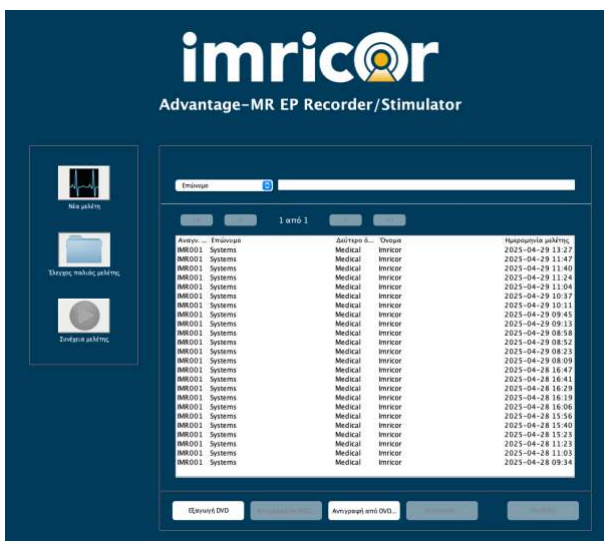 imricor
Advantage-MR EP Recorder/Stimulator
Νέα μελέτη
Έλεγχος παλιάς μελέτης
Συνέχεια μελέτης
Επώνυμο
1 από 1
Αναγν. ... Επώνυμο Δεύτερο ό... Όνομα Ημερομηνία μελέτης
IMR001 Systems Medical Imricor 2025-04-29 13:27
IMR001 Systems Medical Imricor 2025-04-29 11:47
IMR001 Systems Medical Imricor 2025-04-29 11:40
IMR001 Systems Medical Imricor 2025-04-29 11:24
IMR001 Systems Medical Imricor 2025-04-29 11:04
IMR001 Systems Medical Imricor 2025-04-29 10:37
IMR001 Systems Medical Imricor 2025-04-29 10:11
IMR001 Systems Medical Imricor 2025-04-29 09:45
IMR001 Systems Medical Imricor 2025-04-29 09:13
IMR001 Systems Medical Imricor 2025-04-29 08:58
IMR001 Systems Medical Imricor 2025-04-29 08:52
IMR001 Systems Medical Imricor 2025-04-29 08:23
IMR001 Systems Medical Imricor 2025-04-29 08:09
IMR001 Systems Medical Imricor 2025-04-28 16:47
IMR001 Systems Medical Imricor 2025-04-28 16:41
IMR001 Systems Medical Imricor 2025-04-28 16:29
IMR001 Systems Medical Imricor 2025-04-28 16:19
IMR001 Systems Medical Imricor 2025-04-28 16:06
IMR001 Systems Medical Imricor 2025-04-28 15:56
IMR001 Systems Medical Imricor 2025-04-28 15:40
IMR001 Systems Medical Imricor 2025-04-28 15:23
IMR001 Systems Medical Imricor 2025-04-28 11:23
IMR001 Systems Medical Imricor 2025-04-28 11:03
IMR001 Systems Medical Imricor 2025-04-28 09:34
Εξαγωγή DVD Αντιγραφή από DVD...